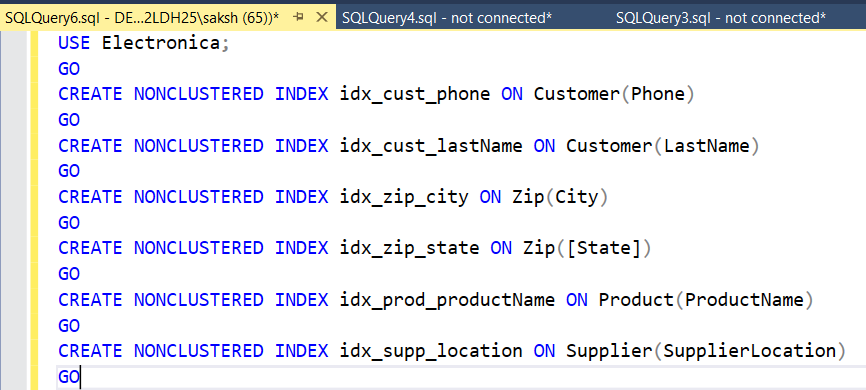 SQLQuery6.sql - DE...2LDH25\saksh (65))* SQLQuery4.sql - not connected* SQLQuery3.sql - not connected*
USE Electronica;
GO
CREATE NONCLUSTERED INDEX idx_cust_phone ON Customer(Phone)
GO
CREATE NONCLUSTERED INDEX idx_cust_lastName ON Customer(LastName)
GO
CREATE NONCLUSTERED INDEX idx_zip_city ON Zip(City)
GO
CREATE NONCLUSTERED INDEX idx_zip_state ON Zip([State])
GO
CREATE NONCLUSTERED INDEX idx_prod_productName ON Product(ProductName)
GO
CREATE NONCLUSTERED INDEX idx_supp_location ON Supplier(SupplierLocation)
GO